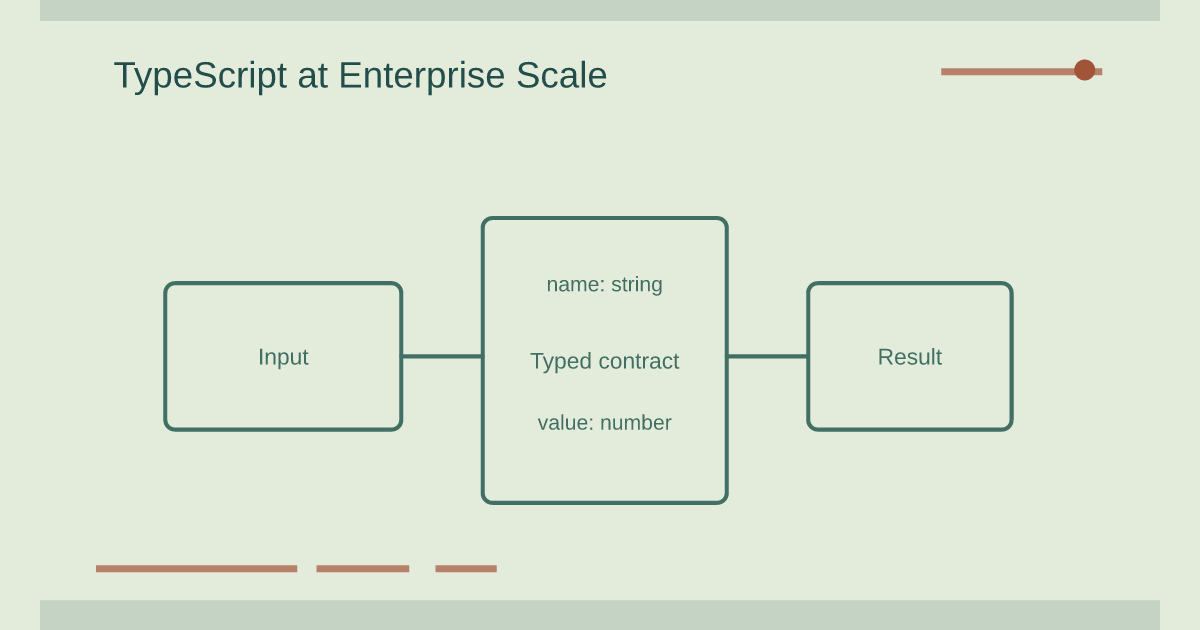 TypeScript at Enterprise Scale
Input
name: string
Typed contract
value: number
Result